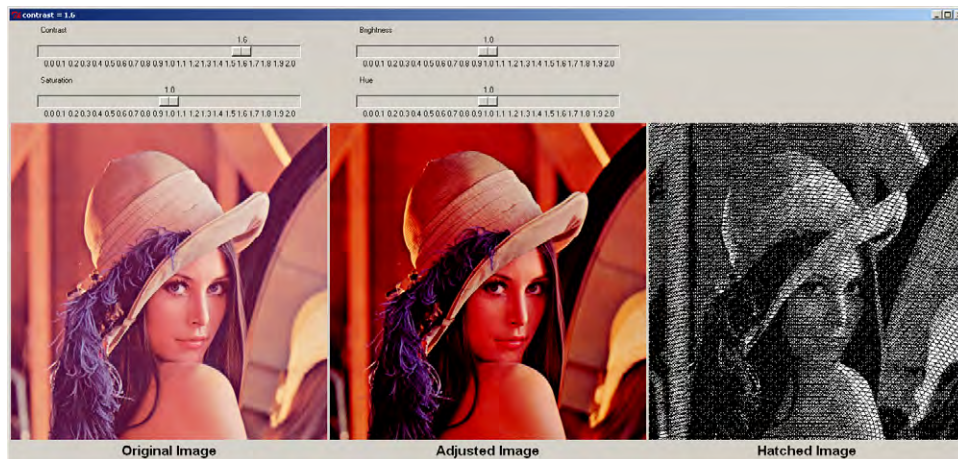 contrast = 1.6
Contrast
1.6
0.0 0.1 0.2 0.3 0.4 0.5 0.6 0.7 0.8 0.9 1.0 1.1 1.2 1.3 1.4 1.5 1.6 1.7 1.8 1.9 2.0
Brightness
1.0
0.0 0.1 0.2 0.3 0.4 0.5 0.6 0.7 0.8 0.9 1.0 1.1 1.2 1.3 1.4 1.5 1.6 1.7 1.8 1.9 2.0
Saturation
1.0
0.0 0.1 0.2 0.3 0.4 0.5 0.6 0.7 0.8 0.9 1.0 1.1 1.2 1.3 1.4 1.5 1.6 1.7 1.8 1.9 2.0
Hue
1.0
0.0 0.1 0.2 0.3 0.4 0.5 0.6 0.7 0.8 0.9 1.0 1.1 1.2 1.3 1.4 1.5 1.6 1.7 1.8 1.9 2.0
Original Image
Adjusted Image
Hatched Image